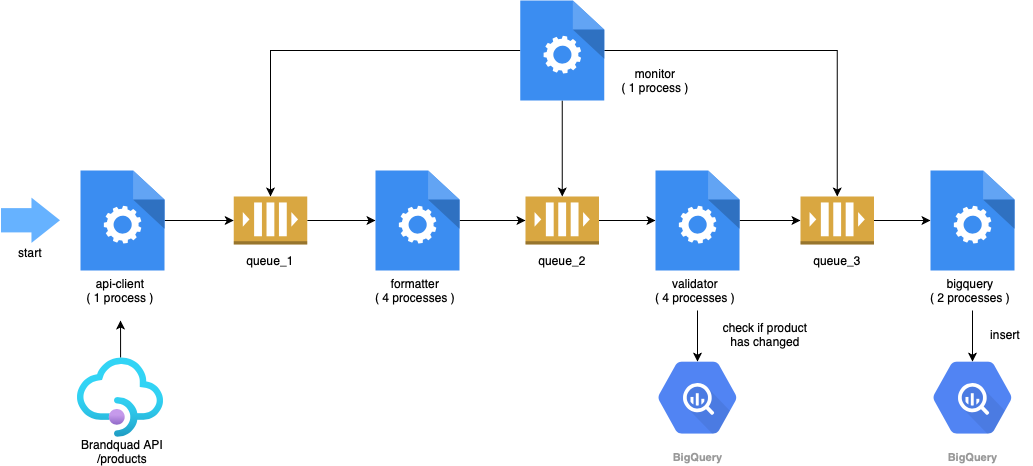 monitor
( 1 process )
start
queue_1
queue_2
queue_3
api-client
( 1 process )
formatter
( 4 processes )
validator
( 4 processes )
bigquery
( 2 processes )
check if product
has changed
insert
Brandquad API
/products
BigQuery
BigQuery